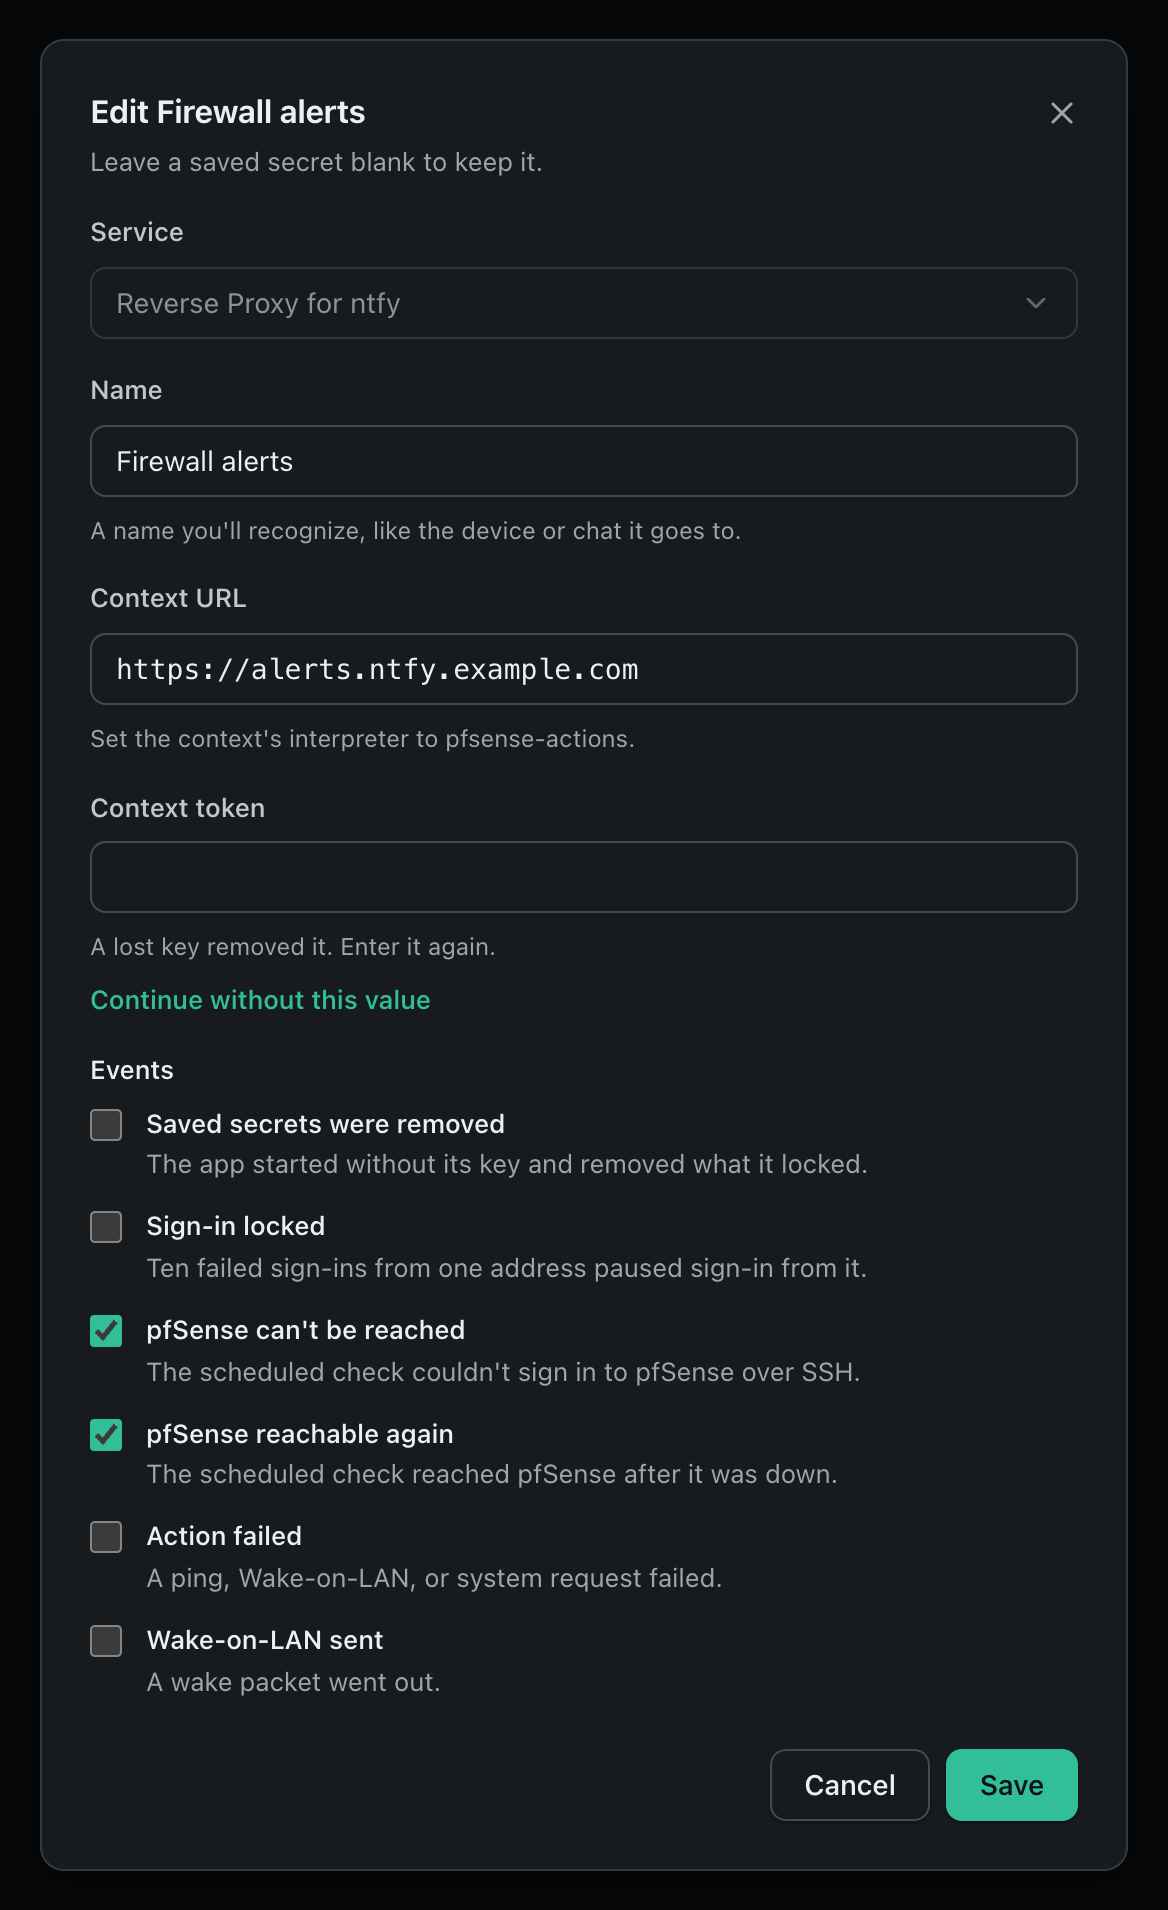 Edit Firewall alerts
Leave a saved secret blank to keep it.
Service
Reverse Proxy for ntfy
Name
Firewall alerts
A name you'll recognize, like the device or chat it goes to.
Context URL
https://alerts.ntfy.example.com
Set the context's interpreter to pfsense-actions.
Context token
A lost key removed it. Enter it again.
Continue without this value
Events
Saved secrets were removed
The app started without its key and removed what it locked.
Sign-in locked
Ten failed sign-ins from one address paused sign-in from it.
pfSense can't be reached
The scheduled check couldn't sign in to pfSense over SSH.
pfSense reachable again
The scheduled check reached pfSense after it was down.
Action failed
A ping, Wake-on-LAN, or system request failed.
Wake-on-LAN sent
A wake packet went out.
Cancel
Save